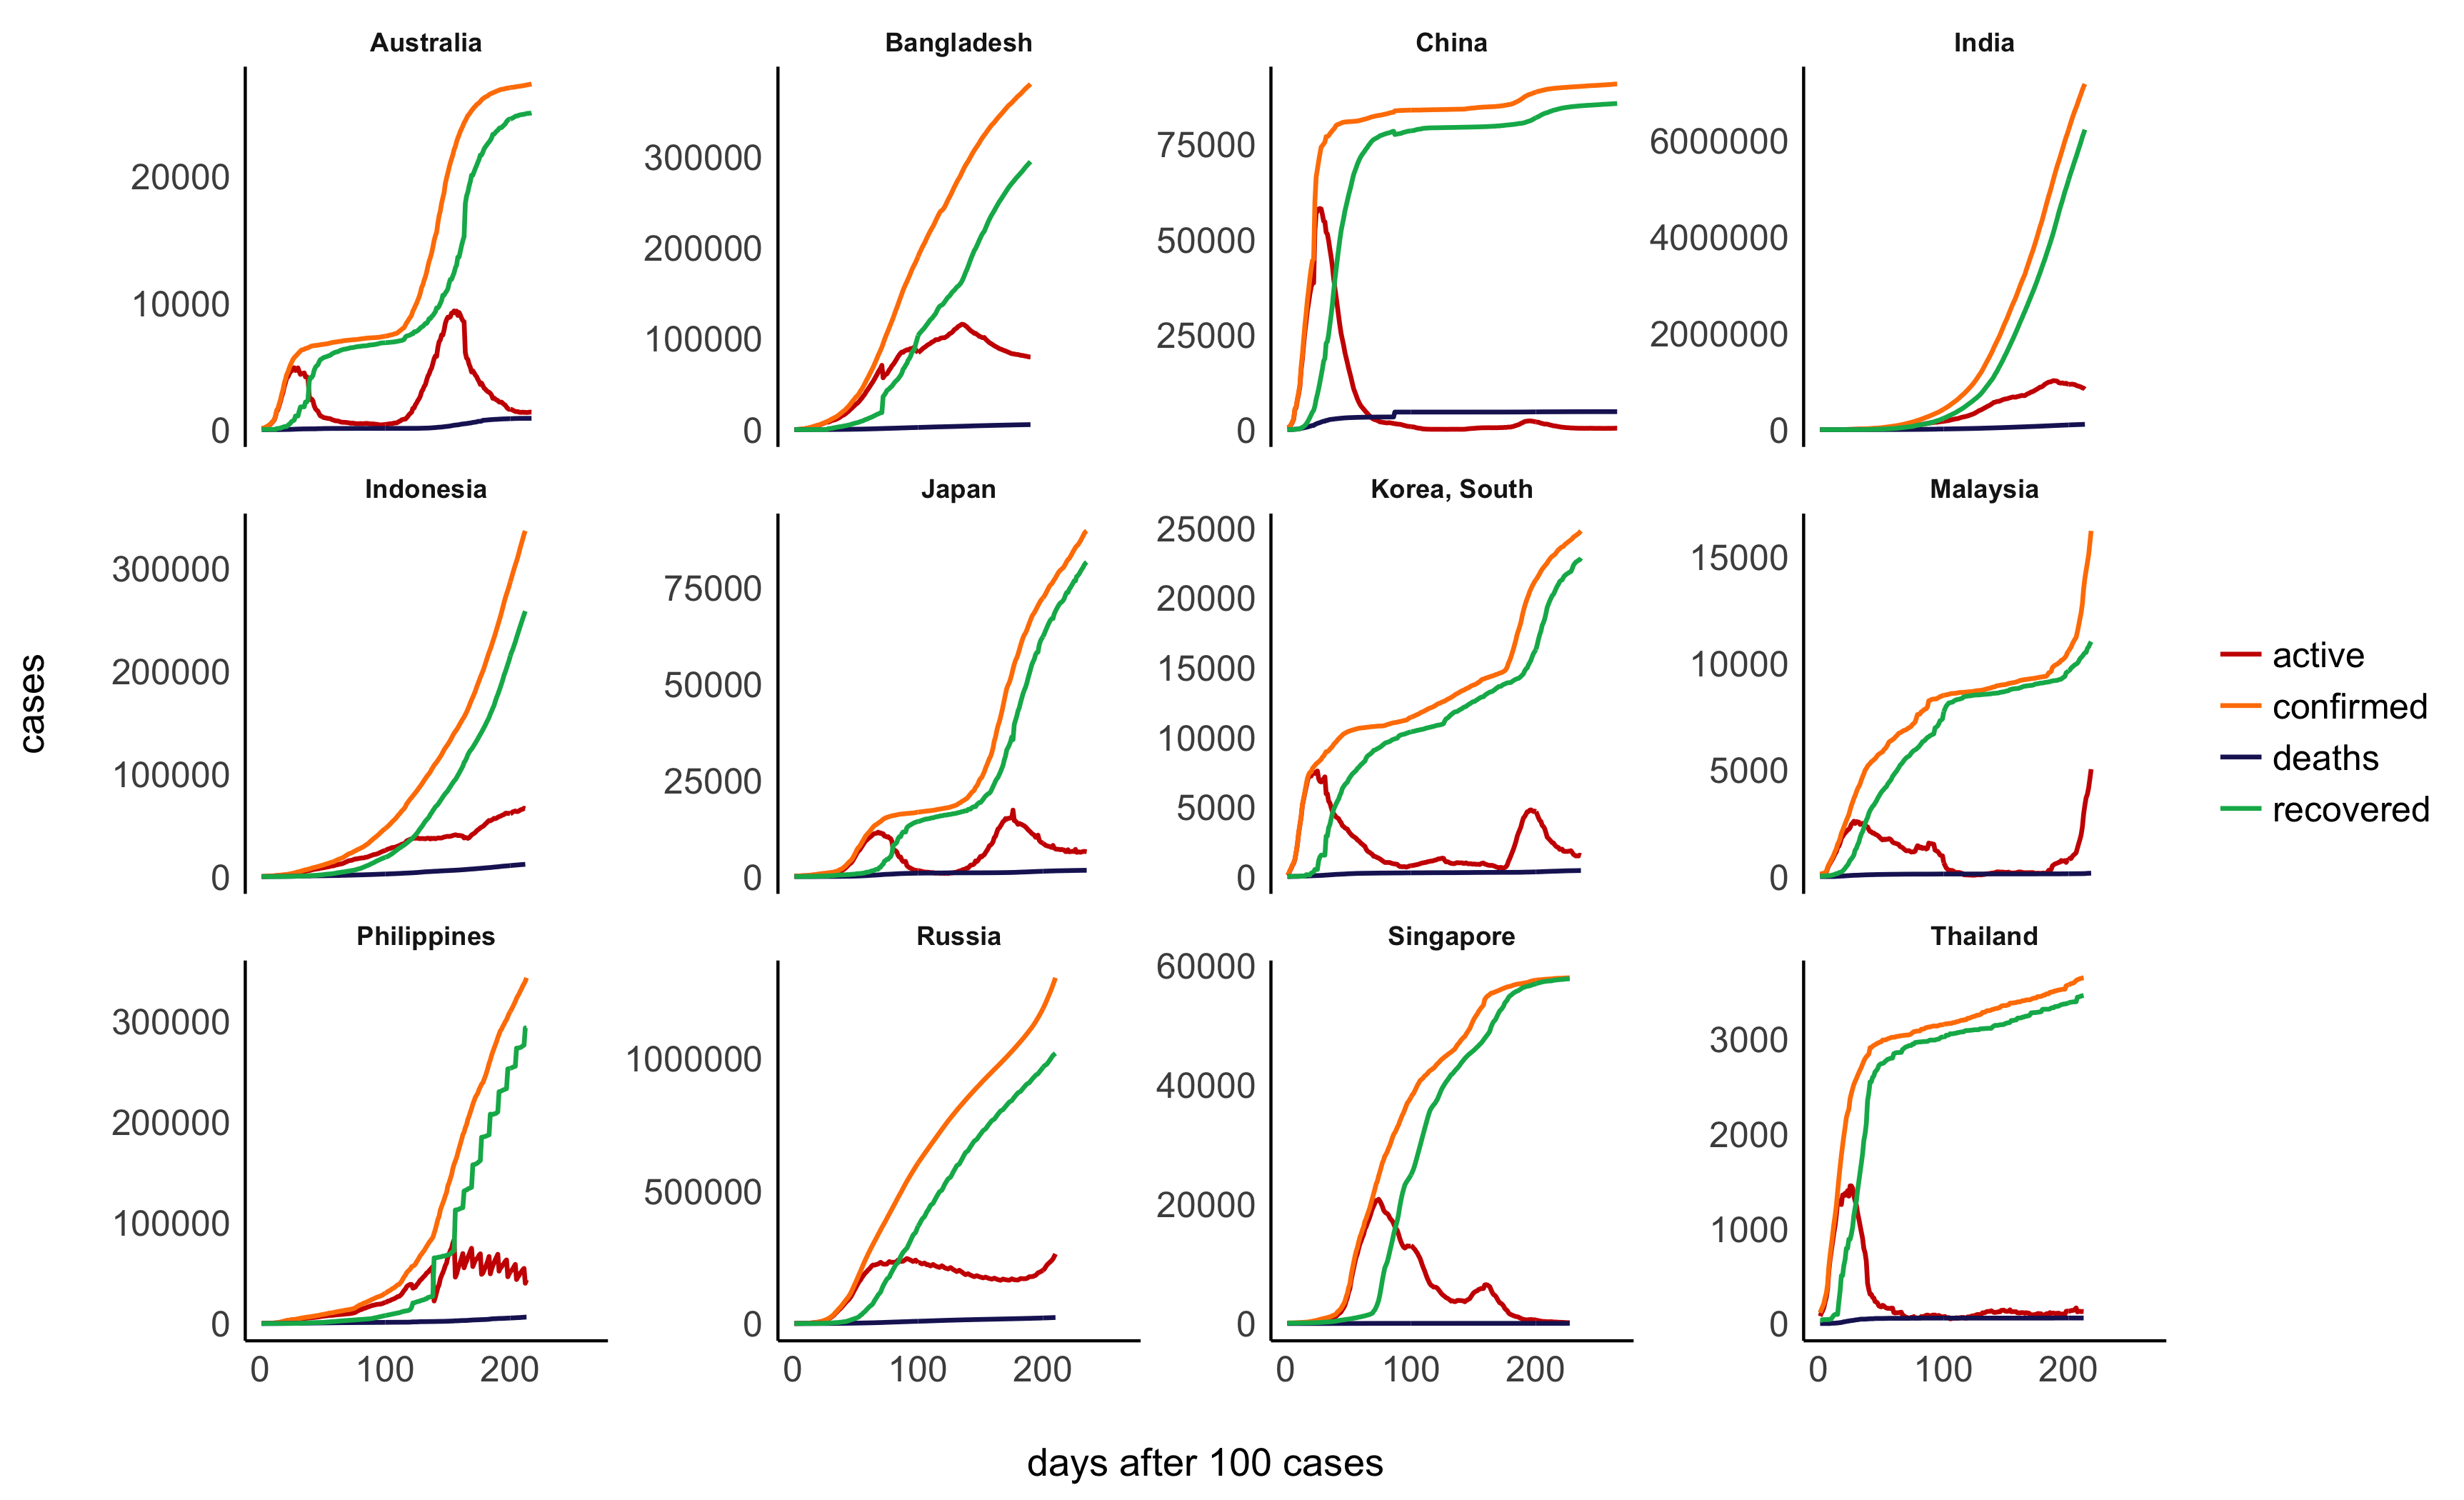 Australia
Bangladesh
China
India
20000
10000
0
300000
200000
100000
0
75000
50000
25000
0
6000000
4000000
2000000
0
Indonesia
Japan
Korea, South
Malaysia
300000
200000
100000
0
75000
50000
25000
0
25000
20000
15000
10000
5000
0
15000
10000
5000
0
Philippines
Russia
Singapore
Thailand
300000
200000
100000
0
1000000
500000
0
60000
40000
20000
0
3000
2000
1000
0
0 100 200
0 100 200
0 100 200
0 100 200
cases
days after 100 cases
active
confirmed
deaths
recovered